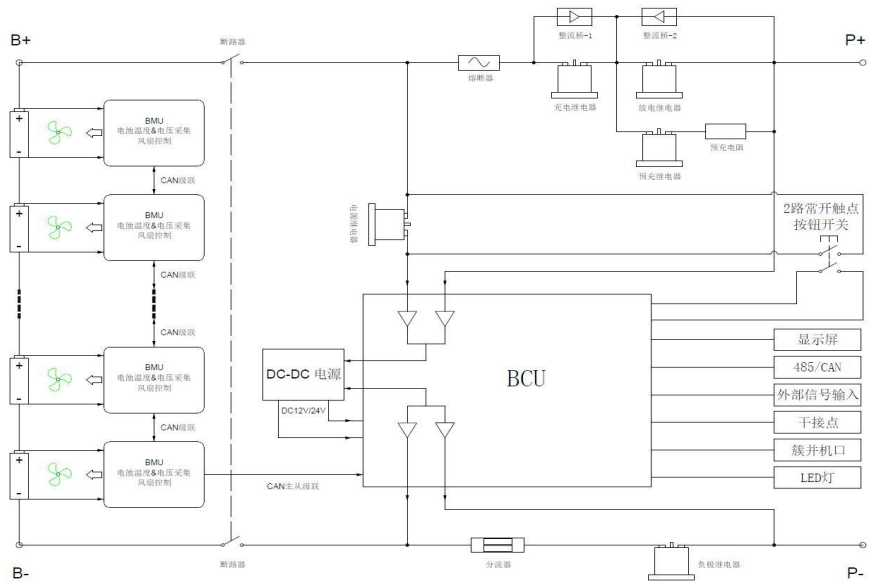 B+
断路器
整流桥-1
整流桥-2
P+
熔断器
充电继电器
放电继电器
预充电阻
预充继电器
+
-
BMU
电池温度&电压采集
风扇控制
CAN级联
+
-
BMU
电池温度&电压采集
风扇控制
CAN级联
电源继电器
2路常开触点
按钮开关
CAN级联
+
-
BMU
电池温度&电压采集
风扇控制
CAN级联
+
-
BMU
电池温度&电压采集
风扇控制
CAN主从级联
DC-DC 电源
DC12V/24V
BCU
显示屏
485/CAN
外部信号输入
干接点
簇并机口
LED灯
B-
断路器
分流器
负极继电器
P-